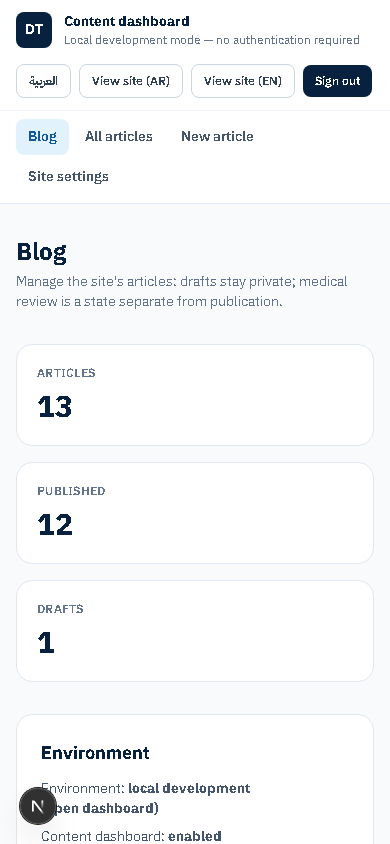 DT
Content dashboard
Local development mode — no authentication required
العربية
View site (AR)
View site (EN)
Sign out
Blog
All articles
New article
Site settings
Blog
Manage the site's articles: drafts stay private; medical
review is a state separate from publication.
ARTICLES
13
PUBLISHED
12
DRAFTS
1
Environment
Environment: local development
dashboard)
N
Content dashboard: enabled